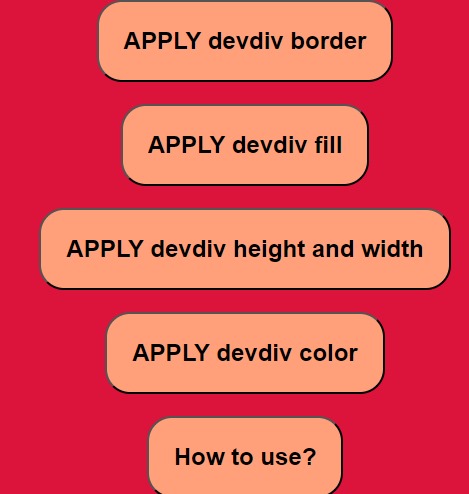 APPLY devdiv border
APPLY devdiv fill
APPLY devdiv height and width
APPLY devdiv color
How to use?